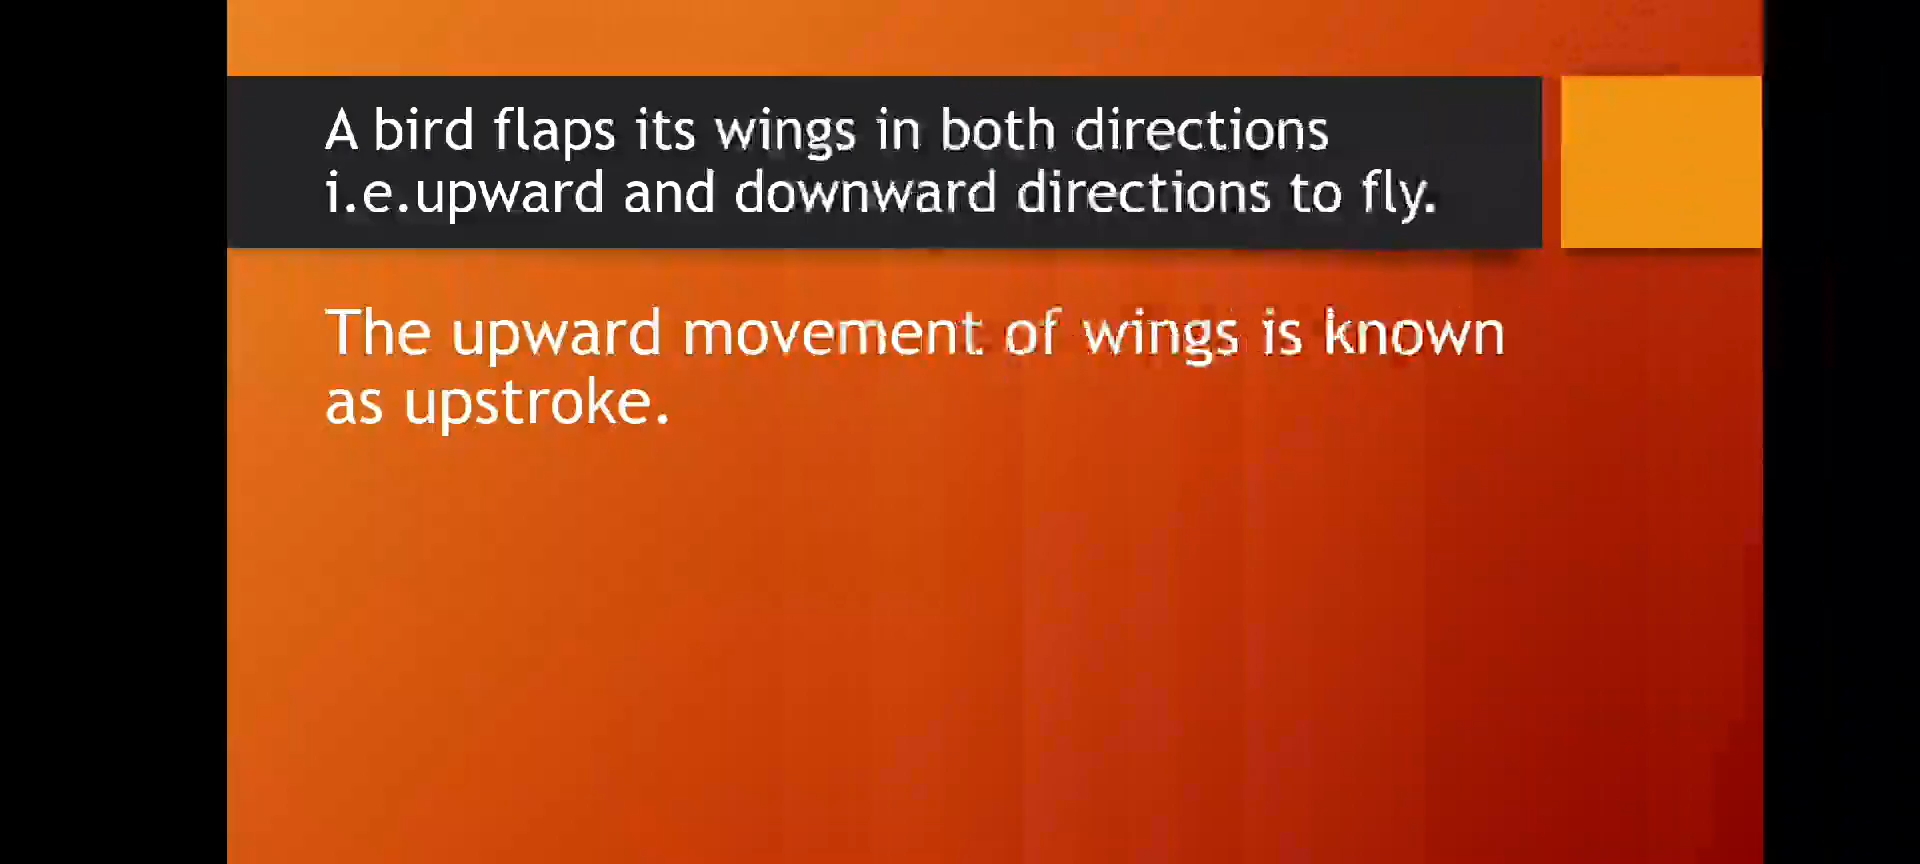 A bird flaps its wings in both directions
i.e.upward and downward directions to fly.
The upward movement of wings is known
as upstroke.